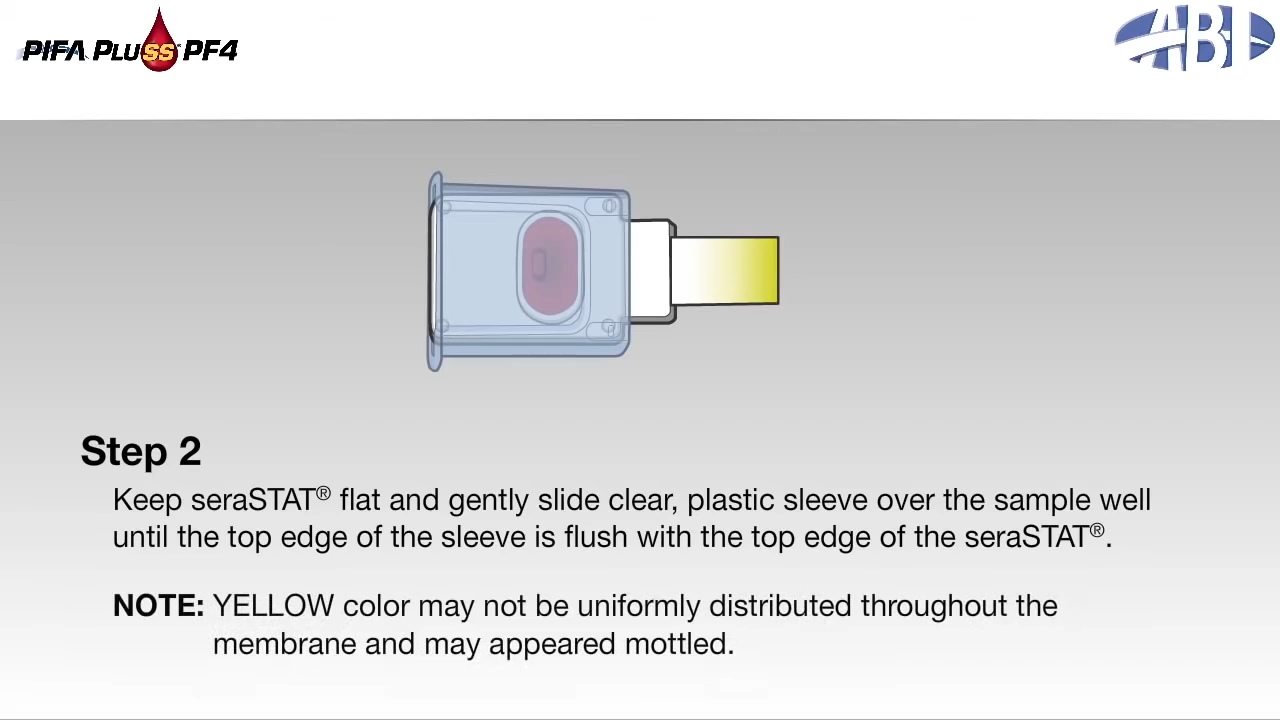 PIFA PLUSS PF4
ABI
Step 2
Keep seraSTAT® flat and gently slide clear, plastic sleeve over the sample well
until the top edge of the sleeve is flush with the top edge of the seraSTAT®.
NOTE: YELLOW color may not be uniformly distributed throughout the
membrane and may appeared mottled.